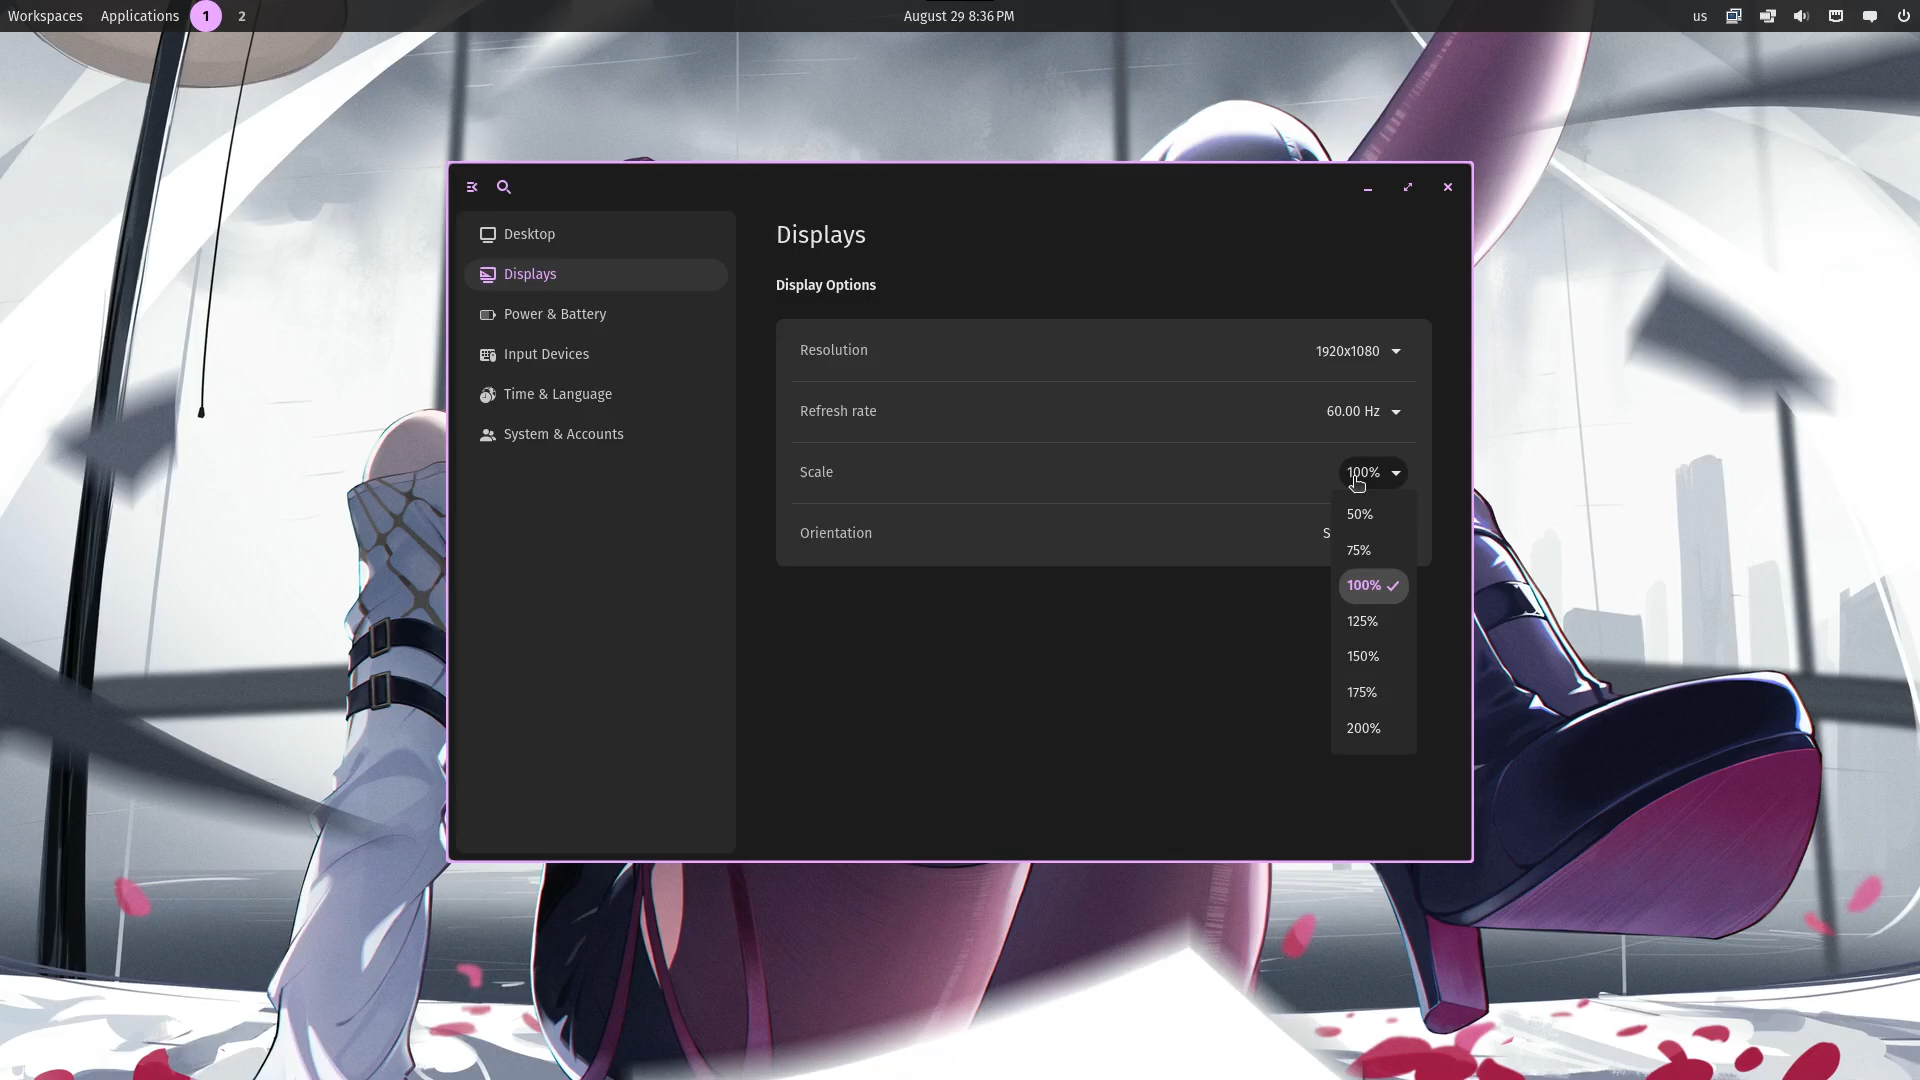 Workspaces Applications 1 2 August 29 8:36 PM us
Desktop
Displays
Power & Battery
Input Devices
Time & Language
System & Accounts
Displays
Display Options
Resolution 1920x1080
Refresh rate 60.00 Hz
Scale 100%
Orientation S
50%
75%
100%
125%
150%
175%
200%